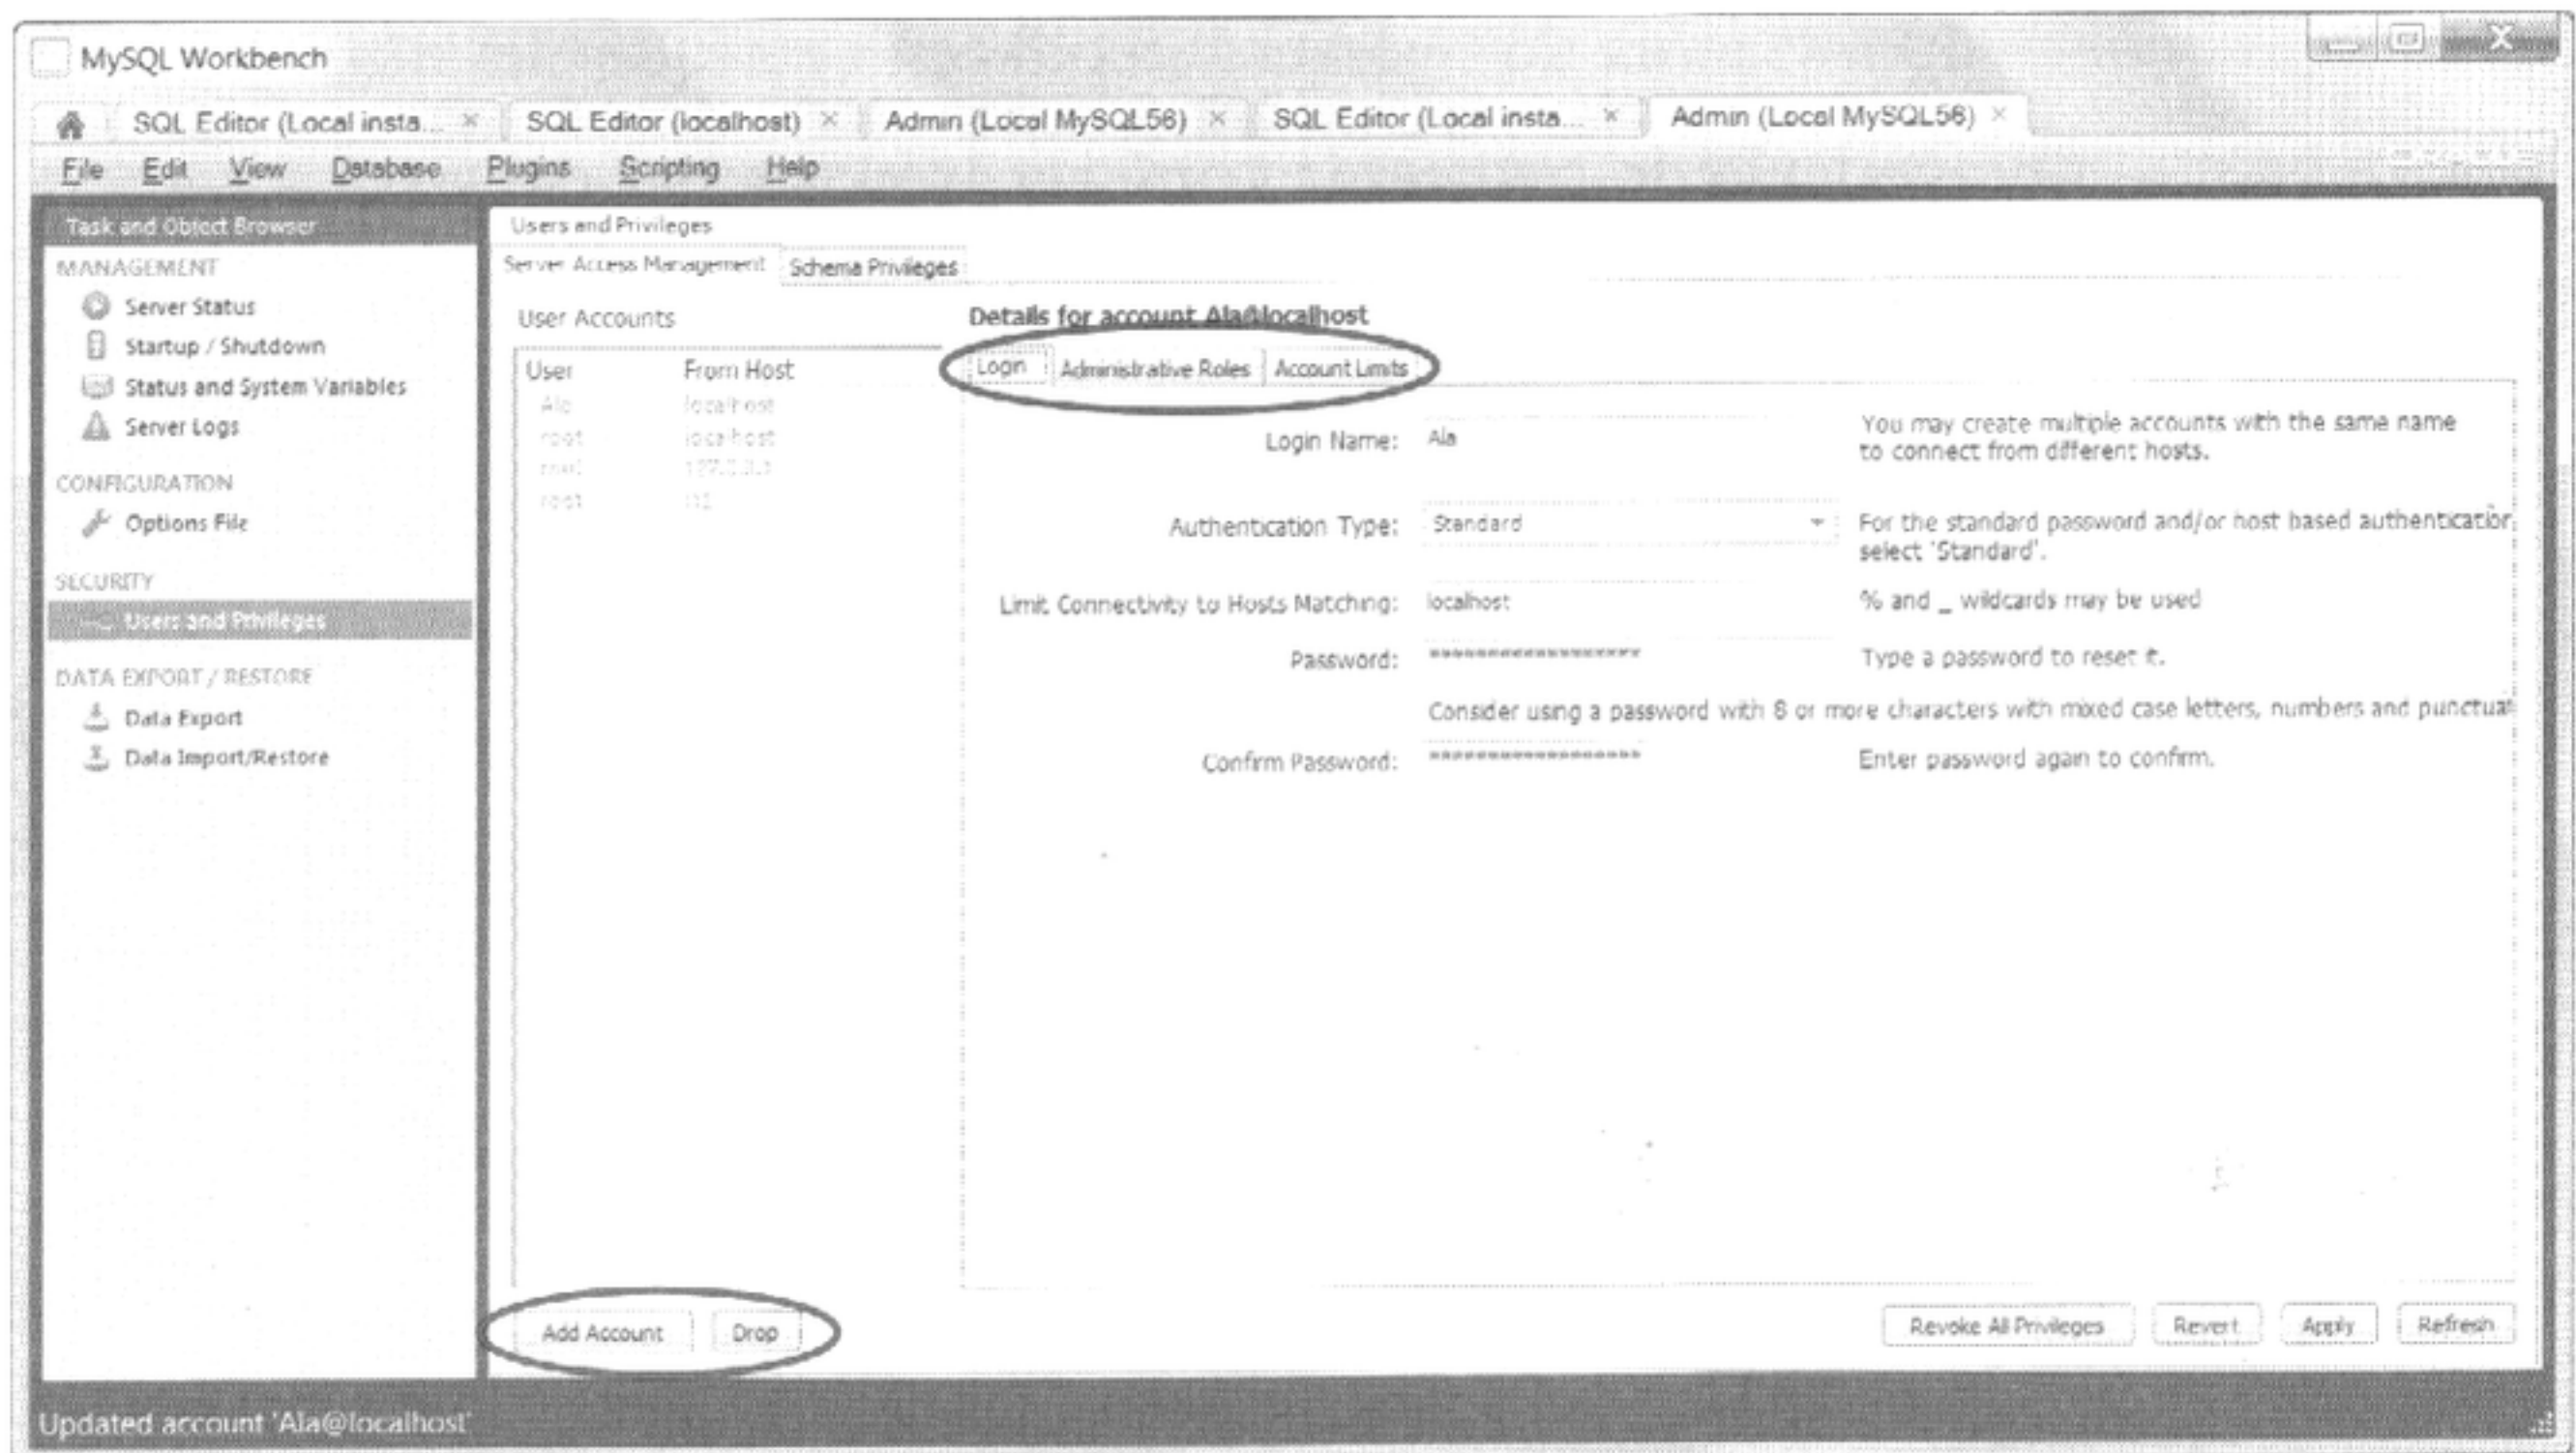 MySQL Workbench
SQL Editor (Local insta... × SQL Editor (localhost) × Admin (Local MySQL56) × SQL Editor (Local insta... × Admin (Local MySQL56) ×
File Edit View Database Plugins Scripting Help
Task and Object Browser
MANAGEMENT
Server Status
Startup / Shutdown
Status and System Variables
Server Logs
CONFIGURATION
Options File
SECURITY
Users and Privileges
DATA EXPORT / RESTORE
Data Export
Data Import/Restore
Users and Privileges
Server Access Management Schema Privileges
User Accounts
User From Host
Ala localhost
root localhost
root 127.0.0.1
root
Details for account Ala@localhost
Login Administrative Roles Account Limits
Login Name: Ala You may create multiple accounts with the same name
to connect from different hosts.
Authentication Type: Standard For the standard password and/or host based authentication
select 'Standard'.
Limit Connectivity to Hosts Matching: localhost % and _ wildcards may be used
Password: ****************** Type a password to reset it.
Consider using a password with 8 or more characters with mixed case letters, numbers and punctuat
Confirm Password: ****************** Enter password again to confirm.
Add Account Drop Revoke All Privileges Revert Apply Refresh
Updated account 'Ala@localhost'